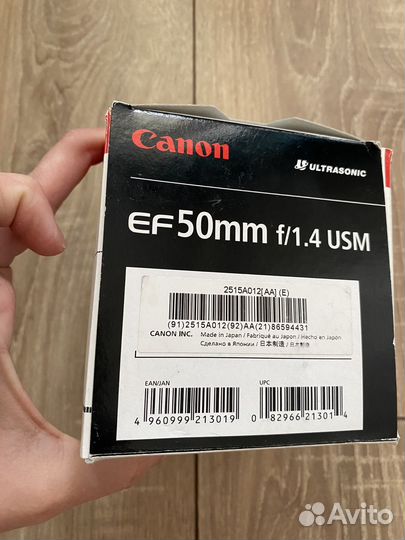 Canon
ULTRASONIC
EF50mm f/1.4 USM
2515A012[AA] (E)
(91)2515A012(92)AA(21)86594431
CANON INC. Made in Japan / Fabriqué au Japon / Hecho en Japón
Сделано в Японии / 日本制造 / 日本製造
EAN/JAN
UPC
4 960999 213019
0 82966 21301 4
Avito